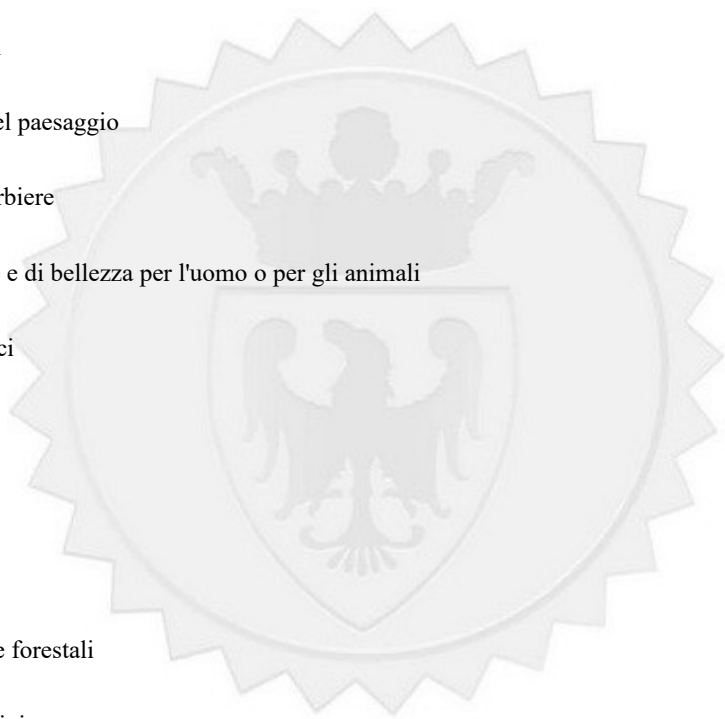 el paesaggio
rbiere
e di bellezza per l'uomo o per gli animali
ci
e forestali